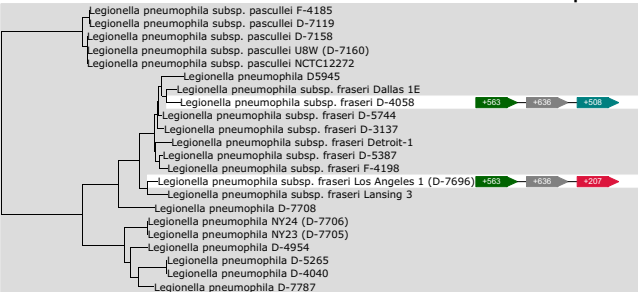 Legionella pneumophila subsp. pascullei F-4185
Legionella pneumophila subsp. pascullei D-7119
Legionella pneumophila subsp. pascullei D-7158
Legionella pneumophila subsp. pascullei U8W (D-7160)
Legionella pneumophila subsp. pascullei NCTC12272
Legionella pneumophila D5945
Legionella pneumophila subsp. fraseri Dallas 1E
Legionella pneumophila subsp. fraseri D-4058 +563 +636 +508
Legionella pneumophila subsp. fraseri D-5744
Legionella pneumophila subsp. fraseri D-3137
Legionella pneumophila subsp. fraseri Detroit-1
Legionella pneumophila subsp. fraseri D-5387
Legionella pneumophila subsp. fraseri F-4198
Legionella pneumophila subsp. fraseri Los Angeles 1 (D-7696) +563 +636 +207
Legionella pneumophila subsp. fraseri Lansing 3
Legionella pneumophila D-7708
Legionella pneumophila NY24 (D-7706)
Legionella pneumophila NY23 (D-7705)
Legionella pneumophila D-4954
Legionella pneumophila D-5265
Legionella pneumophila D-4040
Legionella pneumophila D-7787